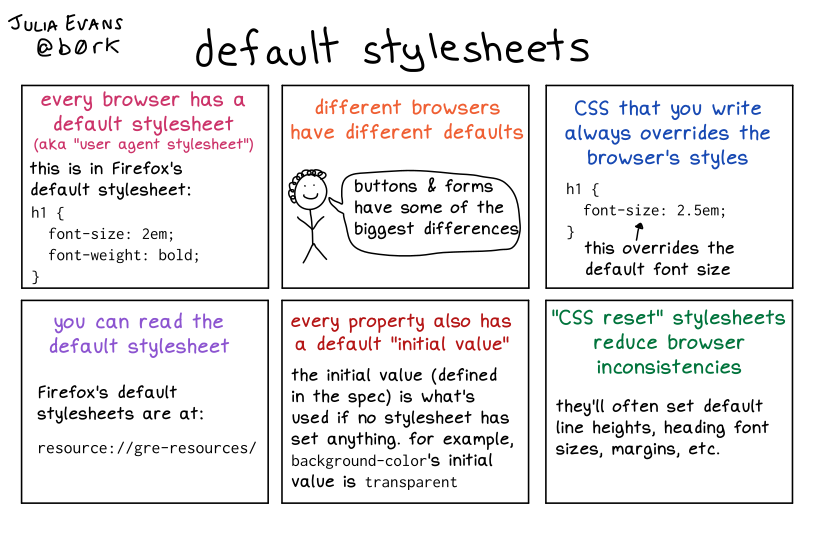 JULIA EVANS
@b0rk
default stylesheets
every browser has a
default stylesheet
(aka "user agent stylesheet")
this is in Firefox's
default stylesheet:
h1 {
  font-size: 2em;
  font-weight: bold;
}
different browsers
have different defaults
buttons & forms
have some of the
biggest differences
CSS that you write
always overrides the
browser's styles
h1 {
  font-size: 2.5em;
}
this overrides the
default font size
you can read the
default stylesheet
Firefox's default
stylesheets are at:
resource://gre-resources/
every property also has
a default "initial value"
the initial value (defined
in the spec) is what's
used if no stylesheet has
set anything. for example,
background-color's initial
value is transparent
"CSS reset" stylesheets
reduce browser
inconsistencies
they'll often set default
line heights, heading font
sizes, margins, etc.